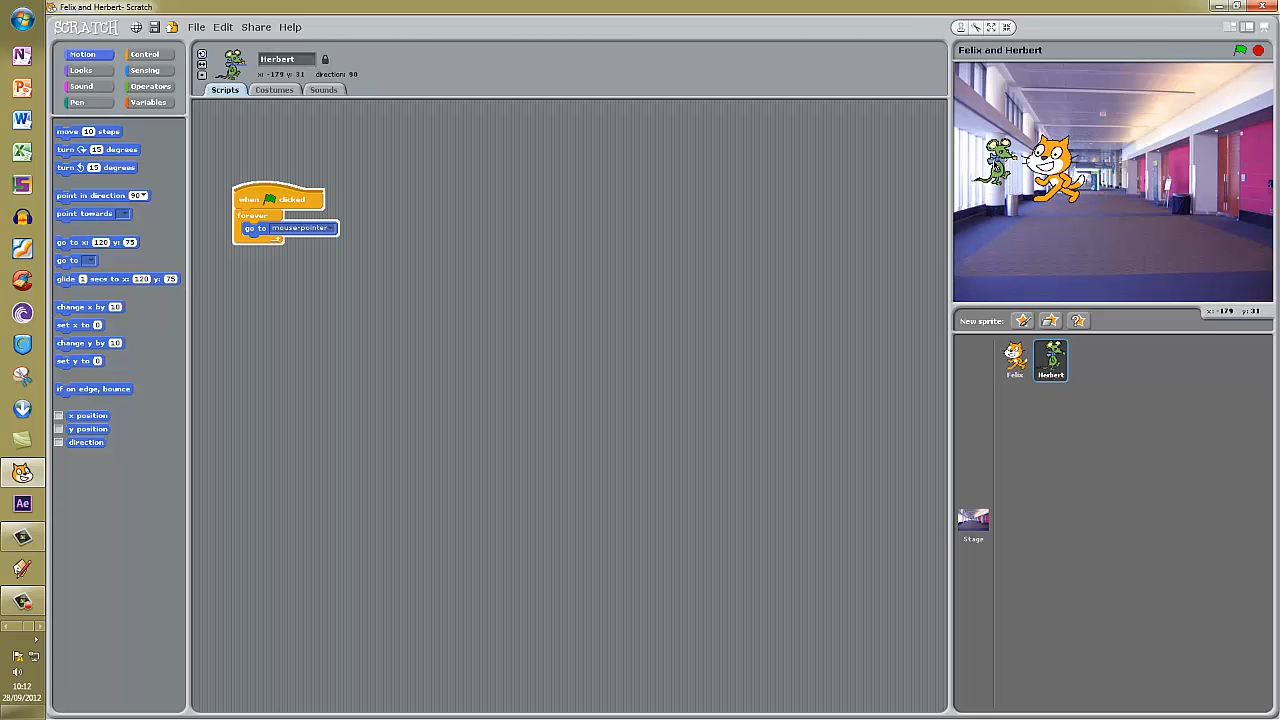 Felix and Herbert- Scratch
SCRATCH File Edit Share Help
Motion Control
Looks Sensing
Sound Operators
Pen Variables
Herbert
x: -179 y: 31 direction: 90
Scripts Costumes Sounds
move 10 steps
turn 15 degrees
turn 15 degrees
point in direction 90
point towards
go to x: 120 y: 75
go to
glide 1 secs to x: 120 y: 75
change x by 10
set x to 0
change y by 10
set y to 0
if on edge, bounce
x position
y position
direction
when clicked
forever
go to mouse-pointer
Felix and Herbert
x: -179 y: 31
New sprite:
Felix Herbert
Stage
Ae
10:12
28/09/2012